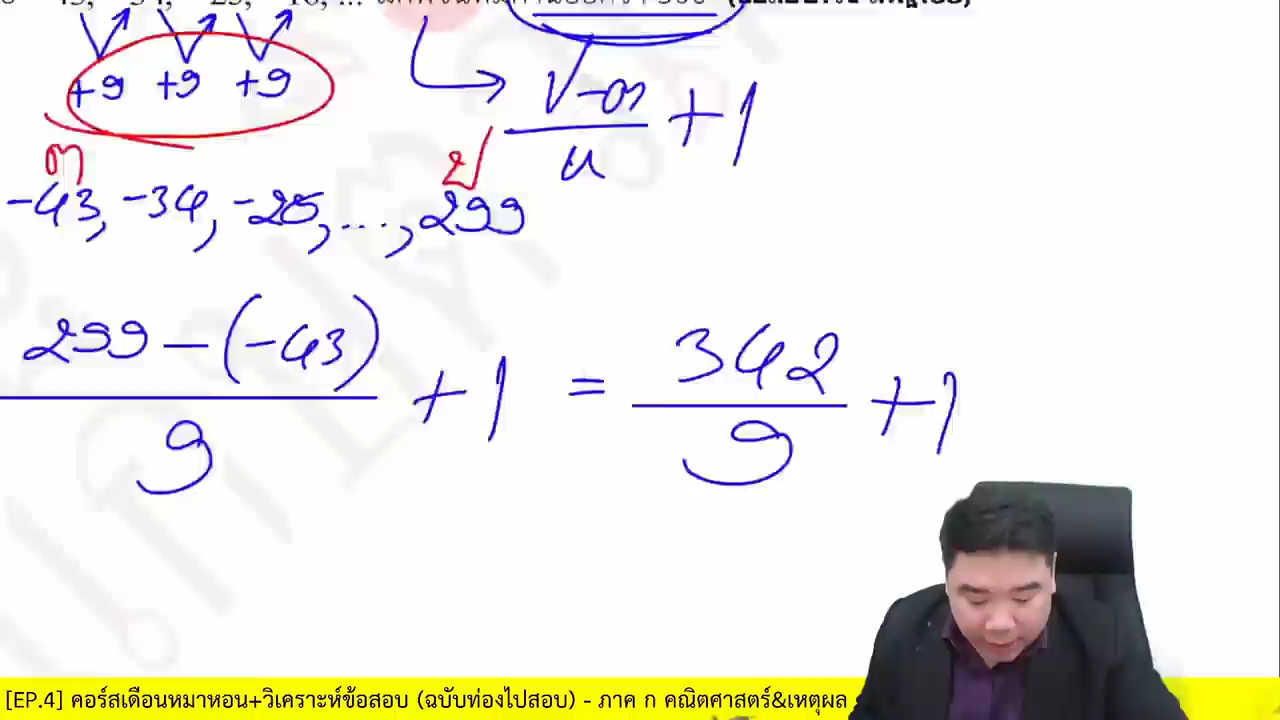 +9 +9 +9
ป-ต
น
+1
ต ป
-43, -34, -25, ..., 299
299 - (-43)
9
+ 1 =
342
9
+1
[EP.4] คอร์สเดือนหมาหอน+วิเคราะห์ข้อสอบ (ฉบับท่องไปสอบ) - ภาค ก คณิตศาสตร์&เหตุผล